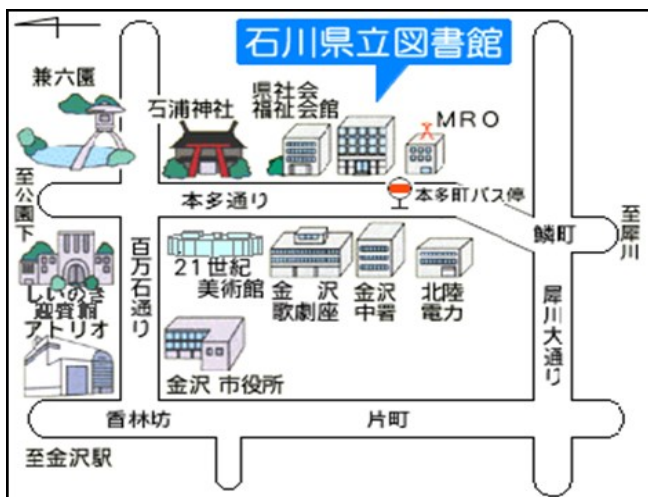 石川県立図書館
兼六園
石浦神社
県社会
福祉会館
MRO
至公園下
本多通り
本多町バス停
鱗町
至犀川
百万石通り
21世紀
美術館
金沢
歌劇座
金沢
中署
北陸
電力
犀川大通り
しいのき
迎賓館
アトリオ
金沢市役所
香林坊
片町
至金沢駅